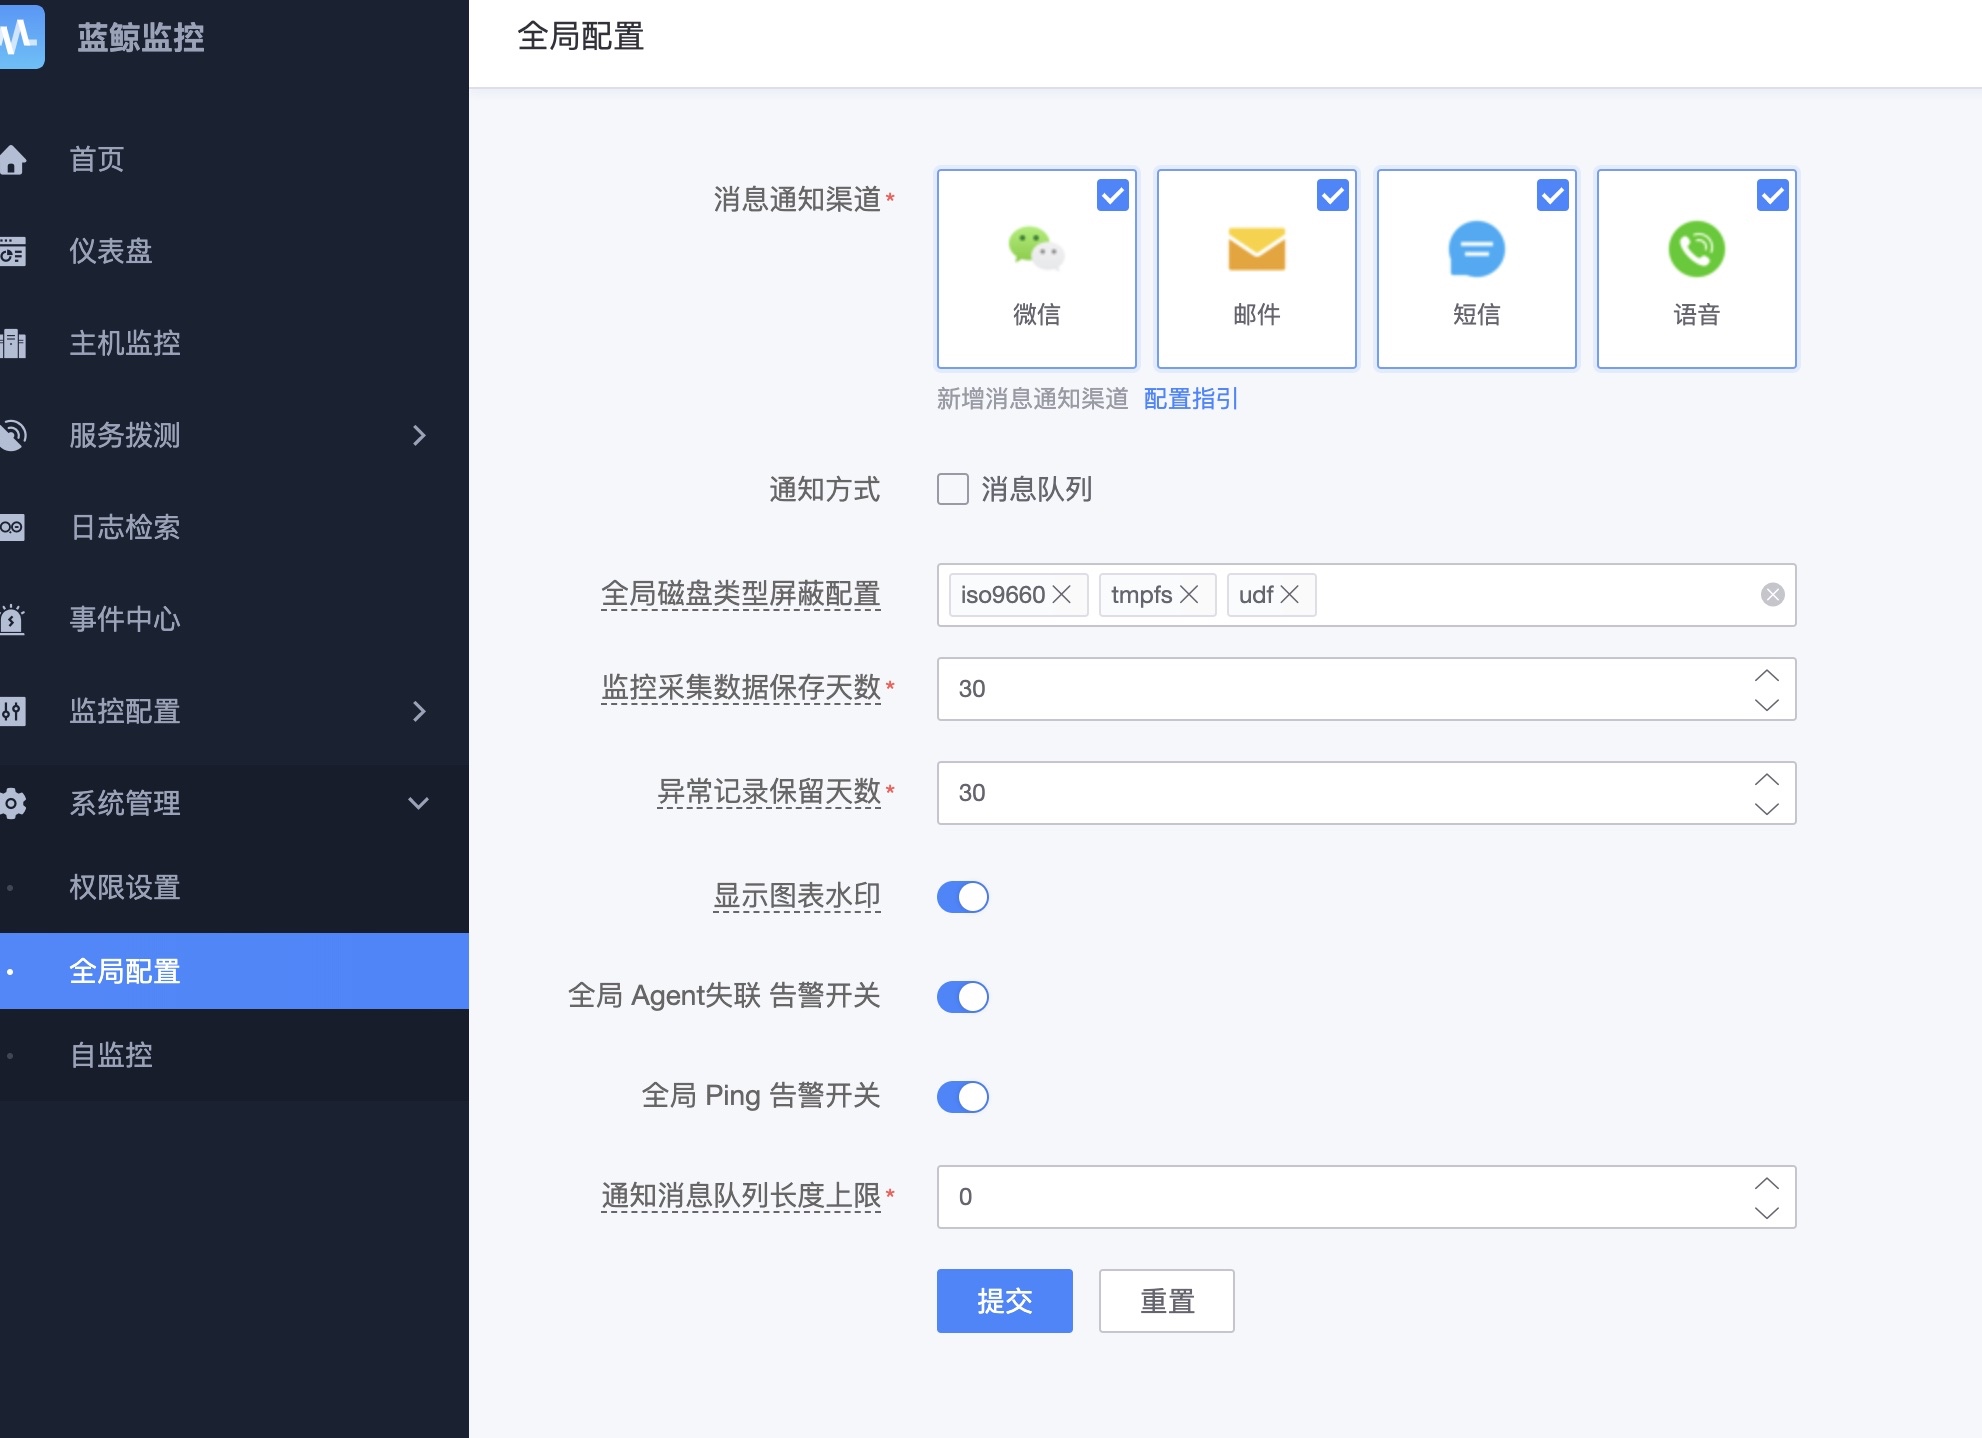 蓝鲸监控
首页
仪表盘
主机监控
服务拨测
日志检索
事件中心
监控配置
系统管理
权限设置
全局配置
自监控
全局配置
消息通知渠道*
微信 邮件 短信 语音
新增消息通知渠道 配置指引
通知方式 消息队列
全局磁盘类型屏蔽配置 iso9660 tmpfs udf
监控采集数据保存天数* 30
异常记录保留天数* 30
显示图表水印
全局 Agent失联 告警开关
全局 Ping 告警开关
通知消息队列长度上限* 0
提交 重置